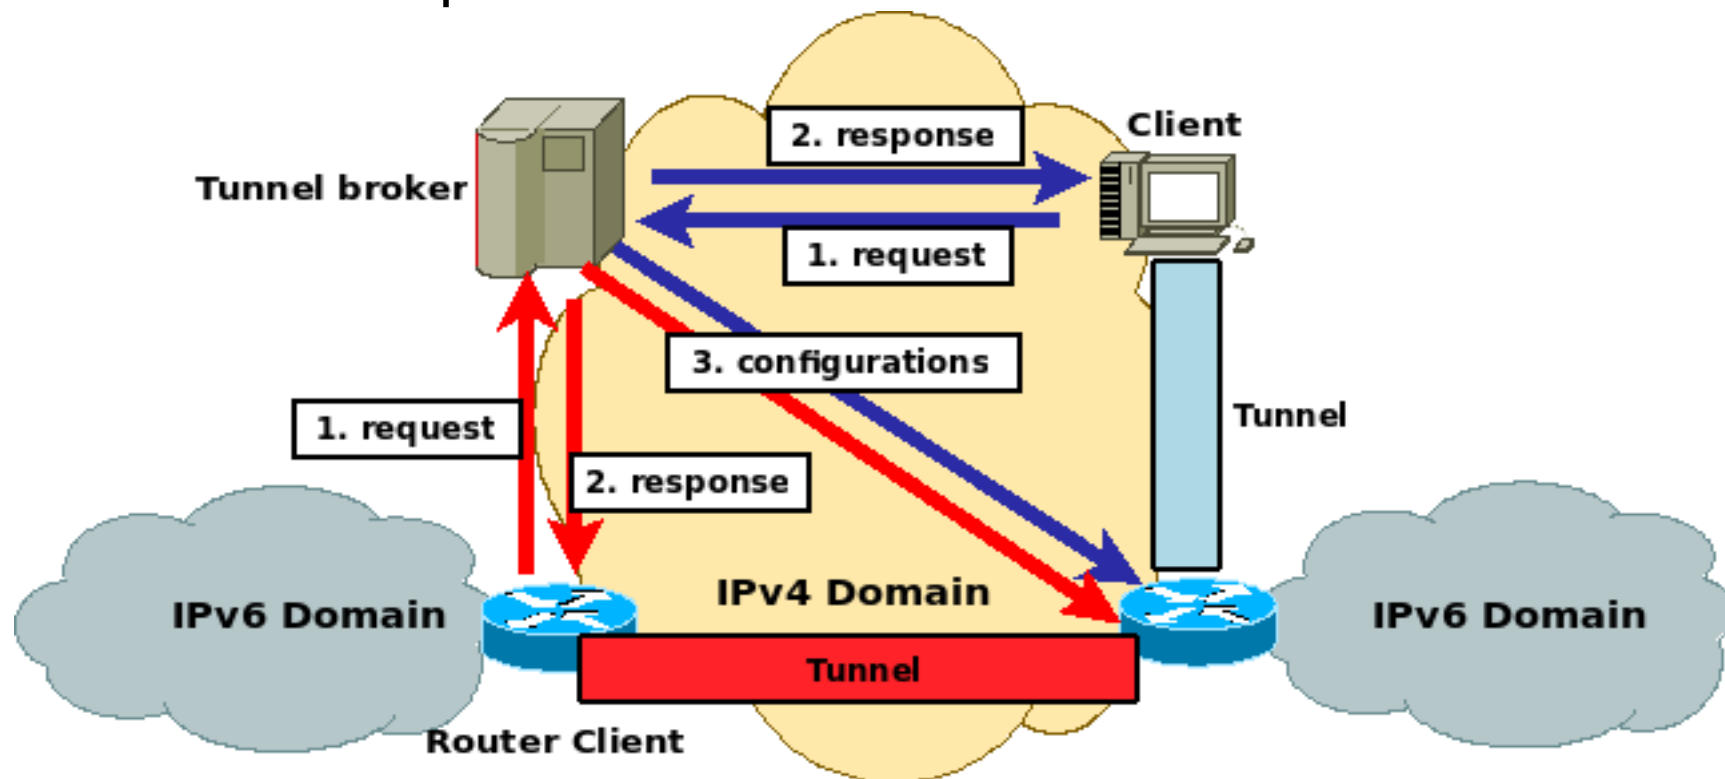 2. response
Client
Tunnel broker
1. request
3. configurations
1. request
Tunnel
2. response
IPv4 Domain
IPv6 Domain
IPv6 Domain
Tunnel
Router Client